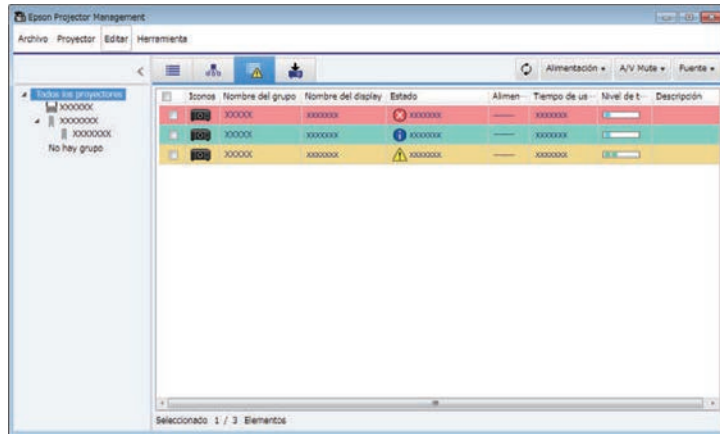 Epson Projector Management
Archivo Proyector Editar Herramienta
Alimentación A/V Mute Fuente
Todos los proyectores
XXXXXX
XXXXXXX
XXXXXXX
No hay grupo
Iconos Nombre del grupo Nombre del display Estado Alimen··· Tiempo de us··· Nivel de t··· Descripción
XXXXX XXXXXXX XXXXXXX —— XXXXXXX
XXXXX XXXXXXX XXXXXXX —— XXXXXXX
XXXXX XXXXXXX XXXXXXX —— XXXXXXX
Seleccionado 1 / 3 Elementos